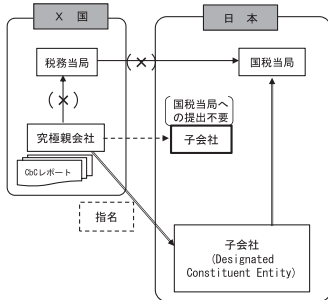 X 国
日 本
税務当局
(×)
国税当局
(×)
国税当局へ
の提出不要
究極親会社
子会社
CbCレポート
指名
子会社
(Designated
Constituent Entity)